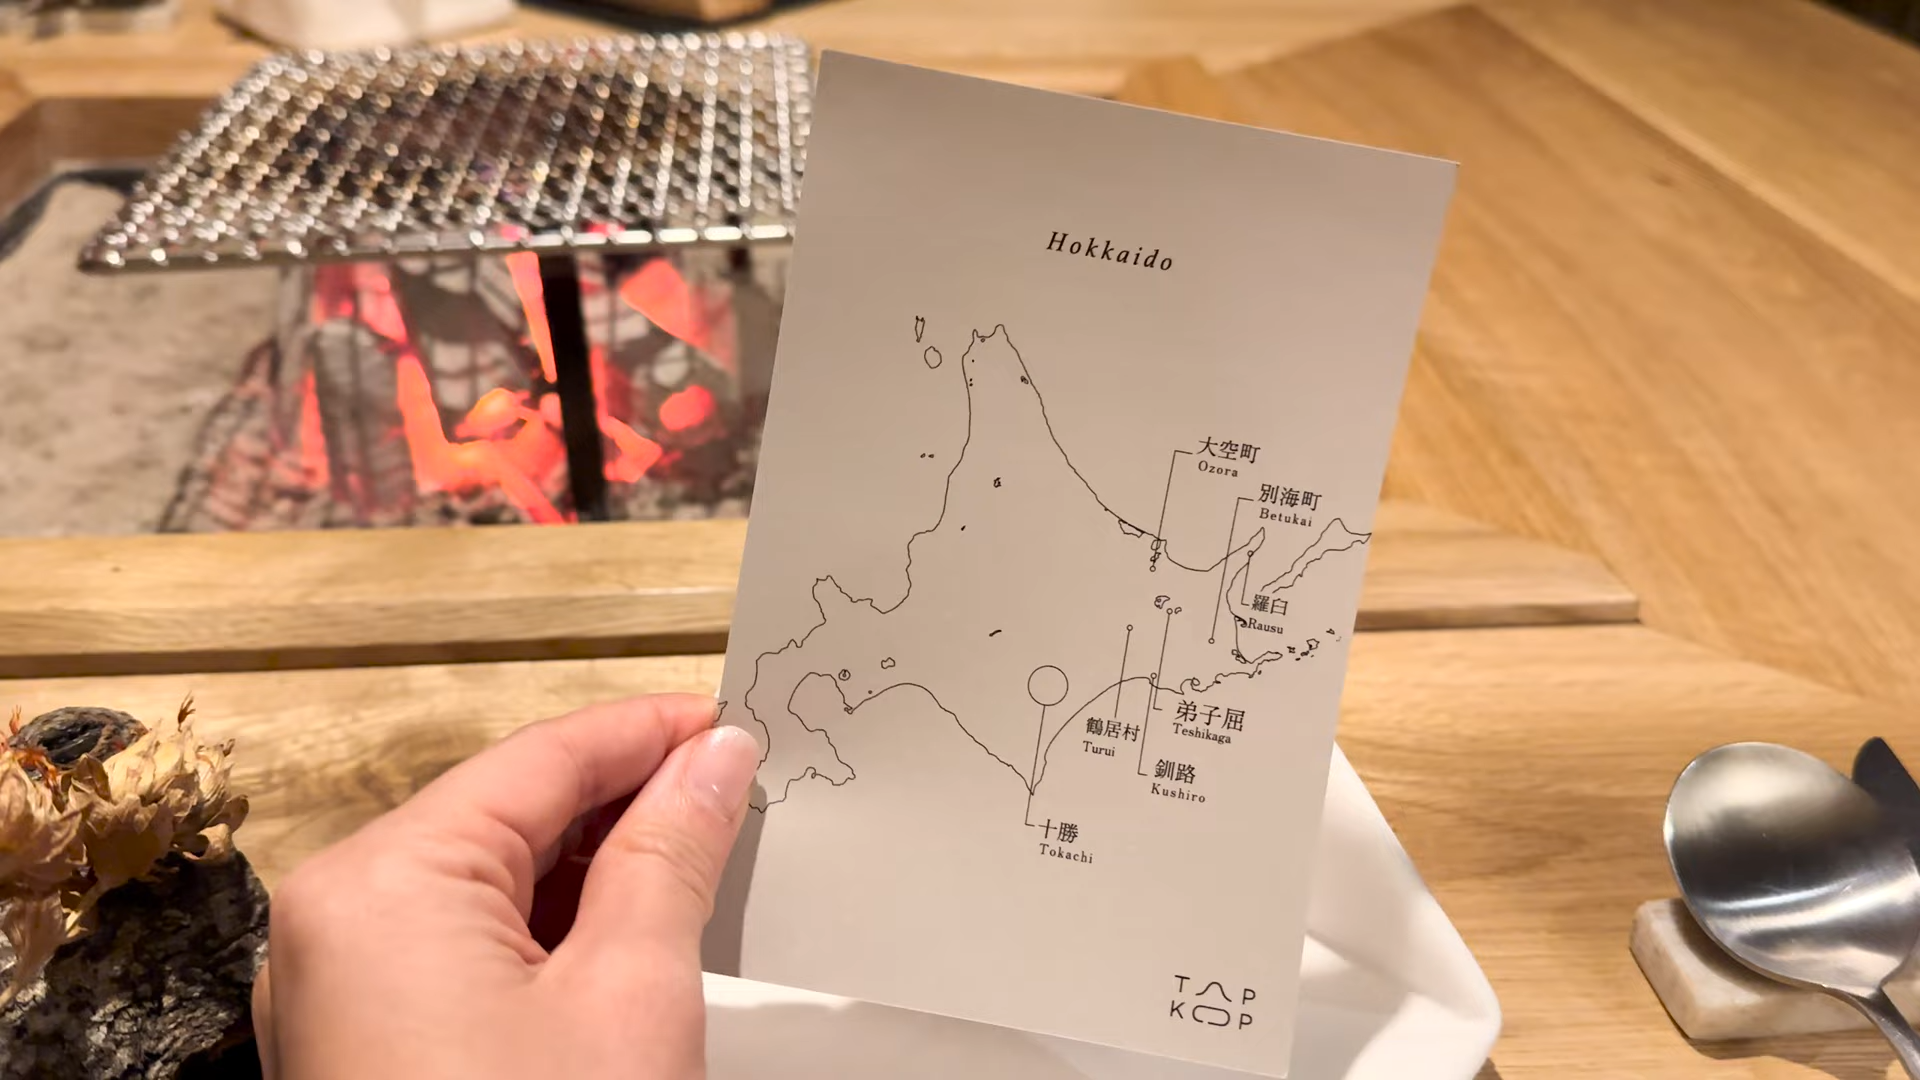 Hokkaido
大空町
Ozora
別海町
Betukai
羅臼
Rausu
弟子屈
Teshikaga
鶴居村
Turui
釧路
Kushiro
十勝
Tokachi
TAP
KOP